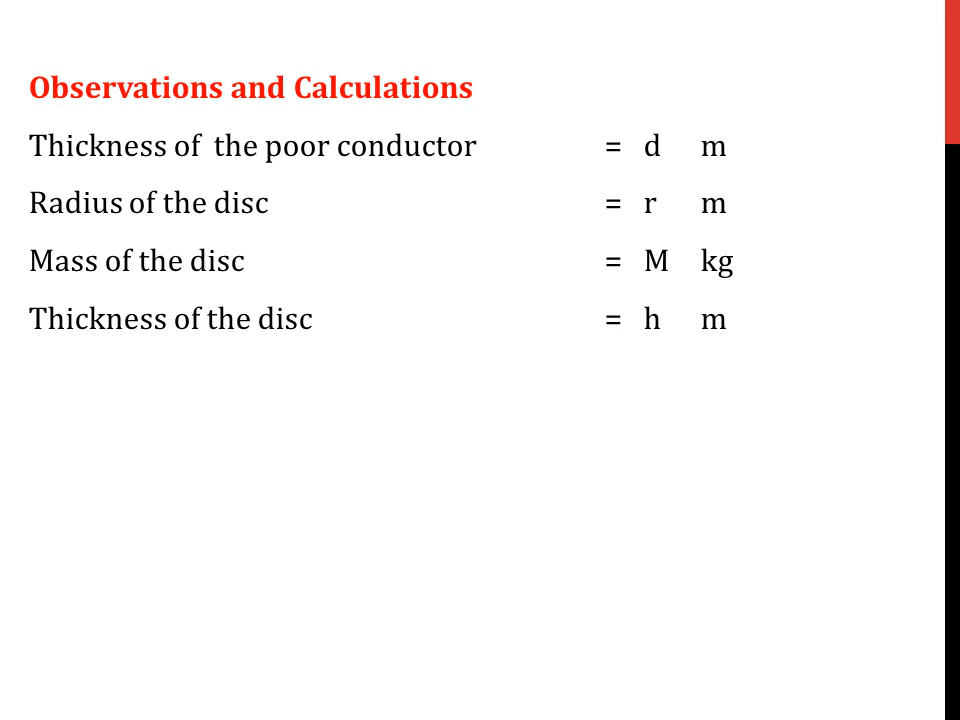 Observations and Calculations
Thickness of  the poor conductor = d m
Radius of the disc = r m
Mass of the disc = M kg
Thickness of the disc = h m